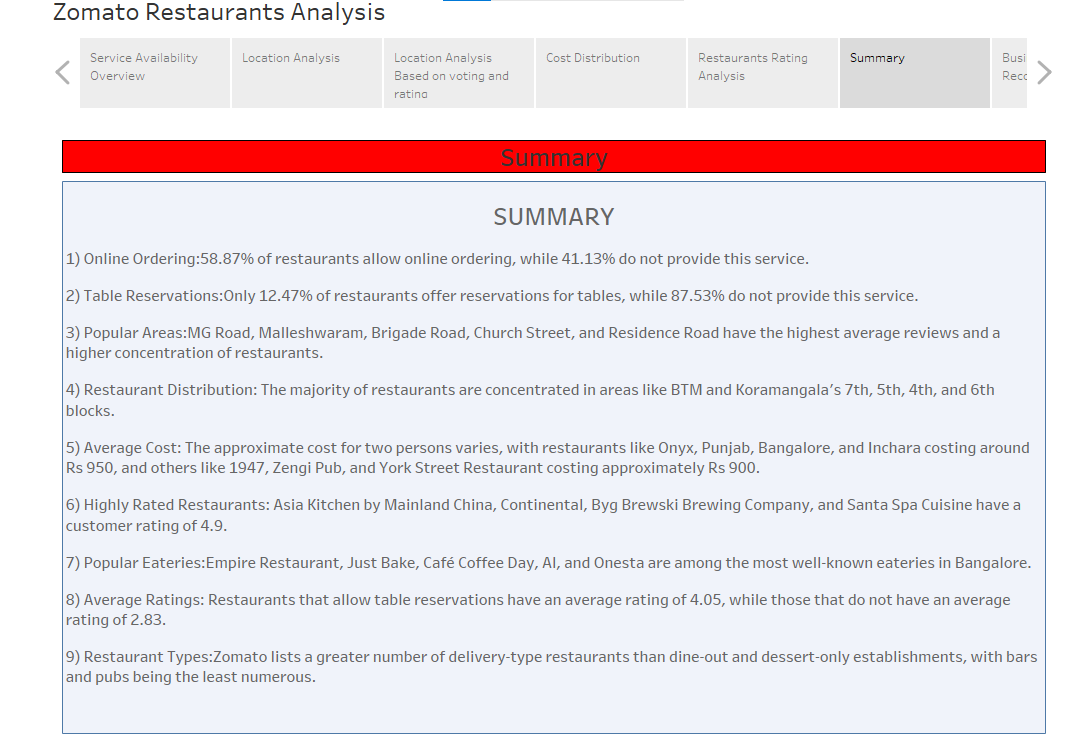 Zomato Restaurants Analysis
Service Availability
Overview
Location Analysis
Location Analysis
Based on voting and
rating
Cost Distribution
Restaurants Rating
Analysis
Summary
Busi
Reco
Summary
SUMMARY
1) Online Ordering:58.87% of restaurants allow online ordering, while 41.13% do not provide this service.
2) Table Reservations:Only 12.47% of restaurants offer reservations for tables, while 87.53% do not provide this service.
3) Popular Areas:MG Road, Malleshwaram, Brigade Road, Church Street, and Residence Road have the highest average reviews and a
higher concentration of restaurants.
4) Restaurant Distribution: The majority of restaurants are concentrated in areas like BTM and Koramangala’s 7th, 5th, 4th, and 6th
blocks.
5) Average Cost: The approximate cost for two persons varies, with restaurants like Onyx, Punjab, Bangalore, and Inchara costing around
Rs 950, and others like 1947, Zengi Pub, and York Street Restaurant costing approximately Rs 900.
6) Highly Rated Restaurants: Asia Kitchen by Mainland China, Continental, Byg Brewski Brewing Company, and Santa Spa Cuisine have a
customer rating of 4.9.
7) Popular Eateries:Empire Restaurant, Just Bake, Café Coffee Day, AI, and Onesta are among the most well-known eateries in Bangalore.
8) Average Ratings: Restaurants that allow table reservations have an average rating of 4.05, while those that do not have an average
rating of 2.83.
9) Restaurant Types:Zomato lists a greater number of delivery-type restaurants than dine-out and dessert-only establishments, with bars
and pubs being the least numerous.